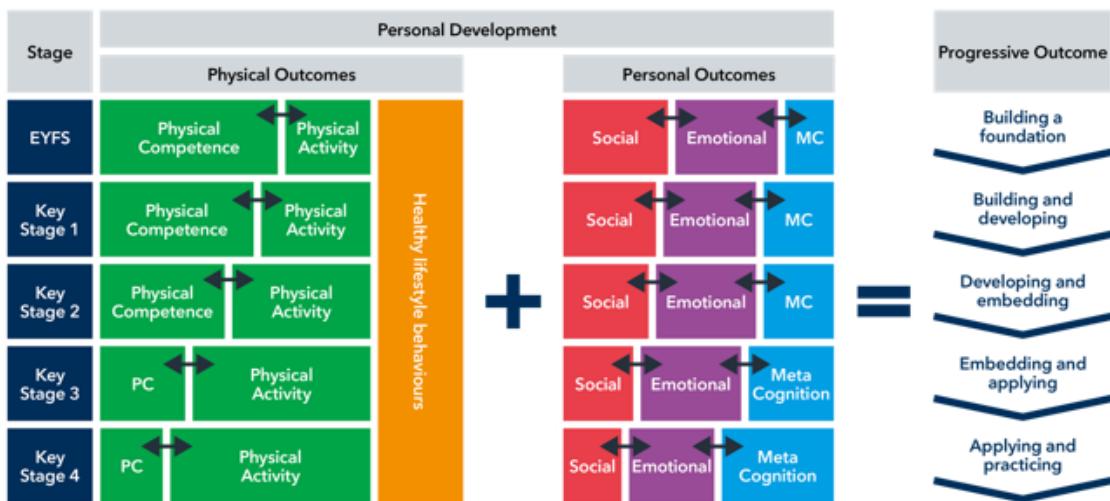 Stage
Personal Development
Progressive Outcome
Physical Outcomes
Personal Outcomes
EYFS
Physical
Competence
Physical
Activity
Healthy lifestyle behaviours
Social
Emotional
MC
Building a
foundation
Key
Stage 1
Physical
Competence
Physical
Activity
Social
Emotional
MC
Building and
developing
Key
Stage 2
Physical
Competence
Physical
Activity
+
Social
Emotional
MC
=
Developing and
embedding
Key
Stage 3
PC
Physical
Activity
Social
Emotional
Meta
Cognition
Embedding and
applying
Key
Stage 4
PC
Physical
Activity
Social
Emotional
Meta
Cognition
Applying and
practicing